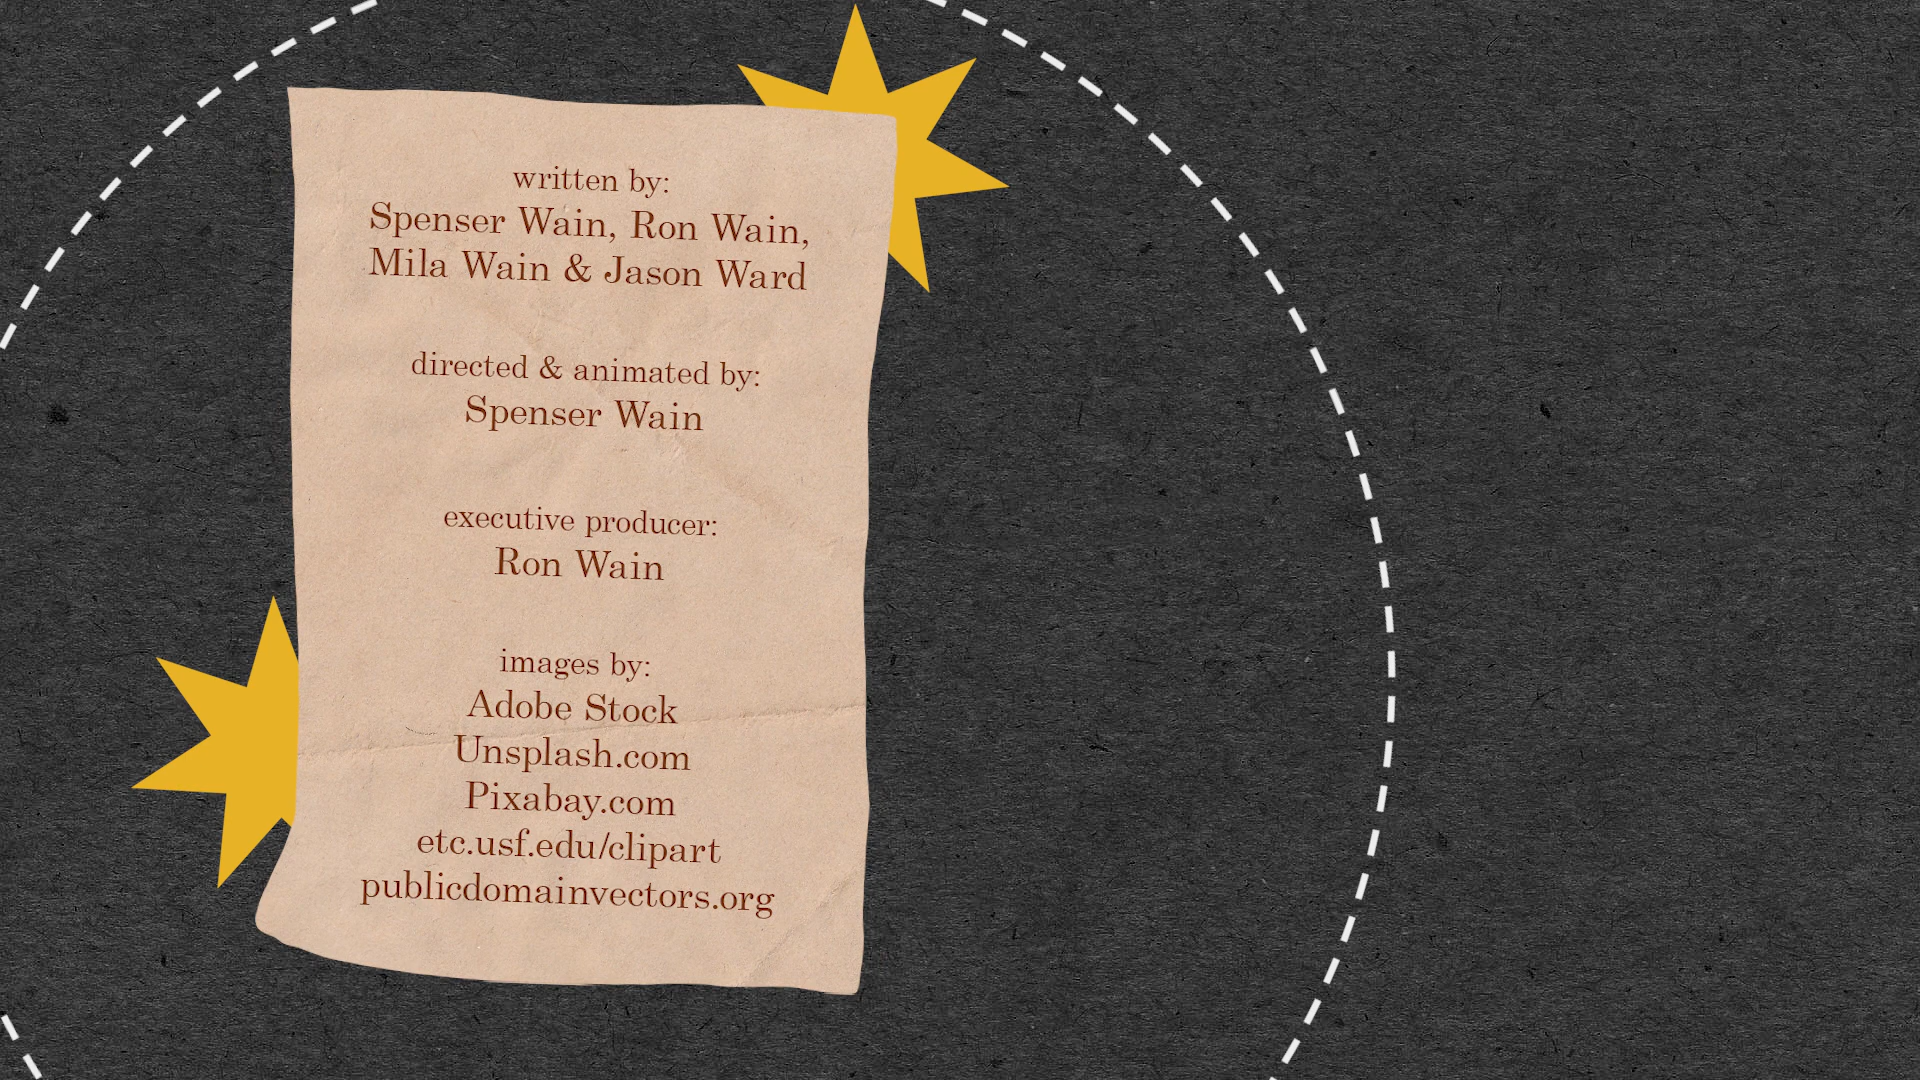 written by:
Spenser Wain, Ron Wain,
Mila Wain & Jason Ward
directed & animated by:
Spenser Wain
executive producer:
Ron Wain
images by:
Adobe Stock
Unsplash.com
Pixabay.com
etc.usf.edu/clipart
publicdomainvectors.org